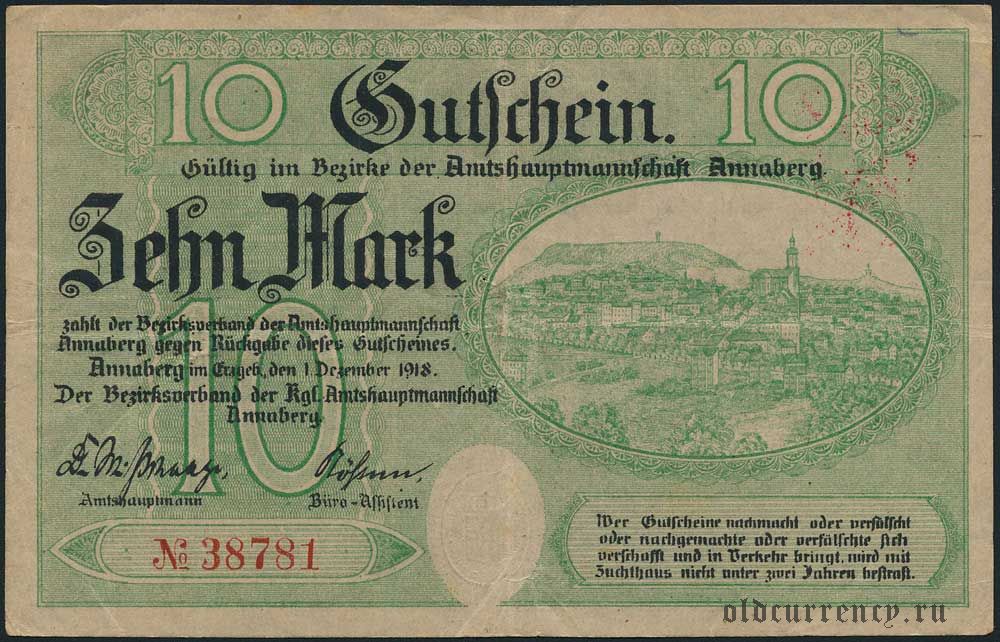 10 Gutschein. 10
Gültig im Bezirke der Amtshauptmannschaft Annaberg.
Zehn Mark
10
zahlt der Bezirksverband der Amtshauptmannschaft
Annaberg gegen Rückgabe dieses Gutscheines.
Annaberg im Erzgeb., den 1. Dezember 1918.
Der Bezirksverband der Kgl. Amtshauptmannschaft
Annaberg.
Amtshauptmann Büro-Assistent
№ 38781
Wer Gutscheine nachmacht oder verfälscht
oder nachgemachte oder verfälschte sich
verschafft und in Verkehr bringt, wird mit
Zuchthaus nicht unter zwei Jahren bestraft.
oldcurrency.ru